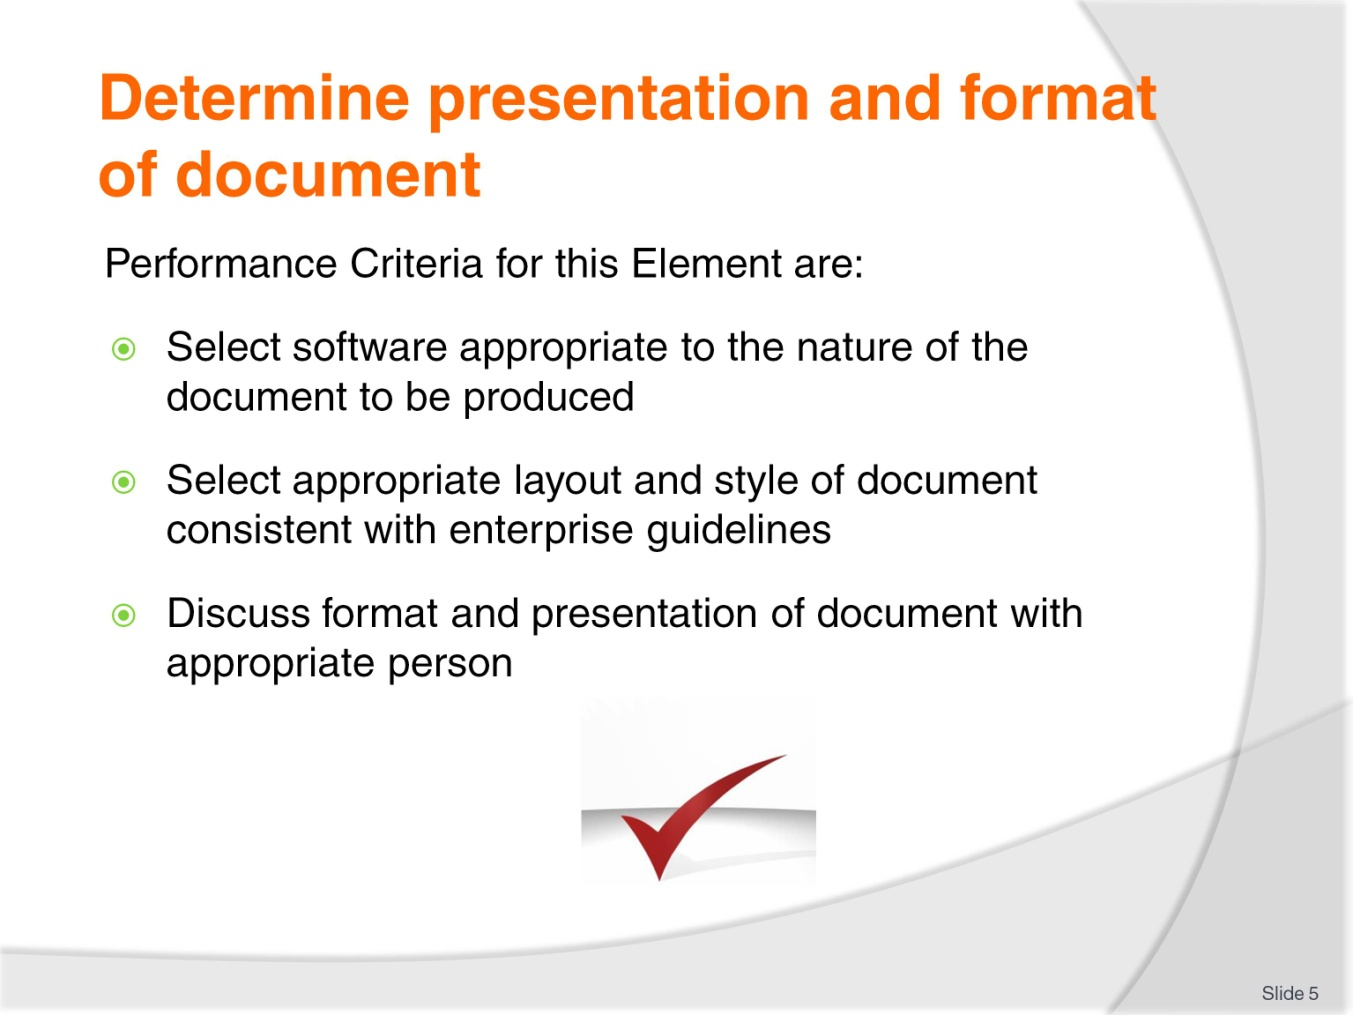 Determine presentation and format
of document
Performance Criteria for this Element are:
Select software appropriate to the nature of the
document to be produced
Select appropriate layout and style of document
consistent with enterprise guidelines
Discuss format and presentation of document with
appropriate person
Slide 5